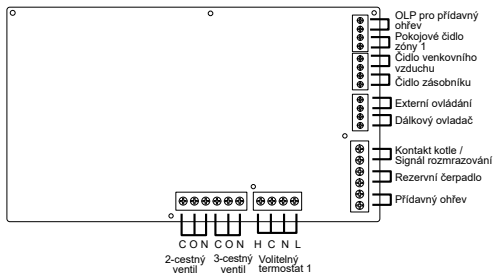 OLP pro přídavný
ohřev
Pokojové čidlo
zóny 1
Čidlo venkovního
vzduchu
Čidlo zásobníku
Externí ovládání
Dálkový ovladač
Kontakt kotle /
Signál rozmrazování
Rezervní čerpadlo
Přídavný ohřev
C O N C O N H C N L
2-cestný 3-cestný Volitelný
ventil ventil termostat 1